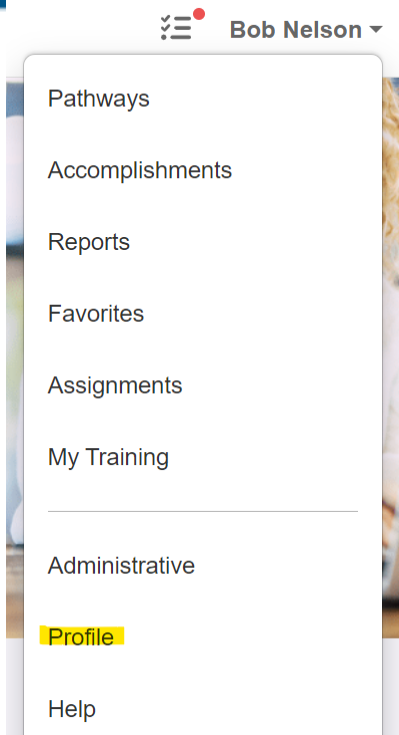 Bob Nelson
Pathways
Accomplishments
Reports
Favorites
Assignments
My Training
Administrative
Profile
Help